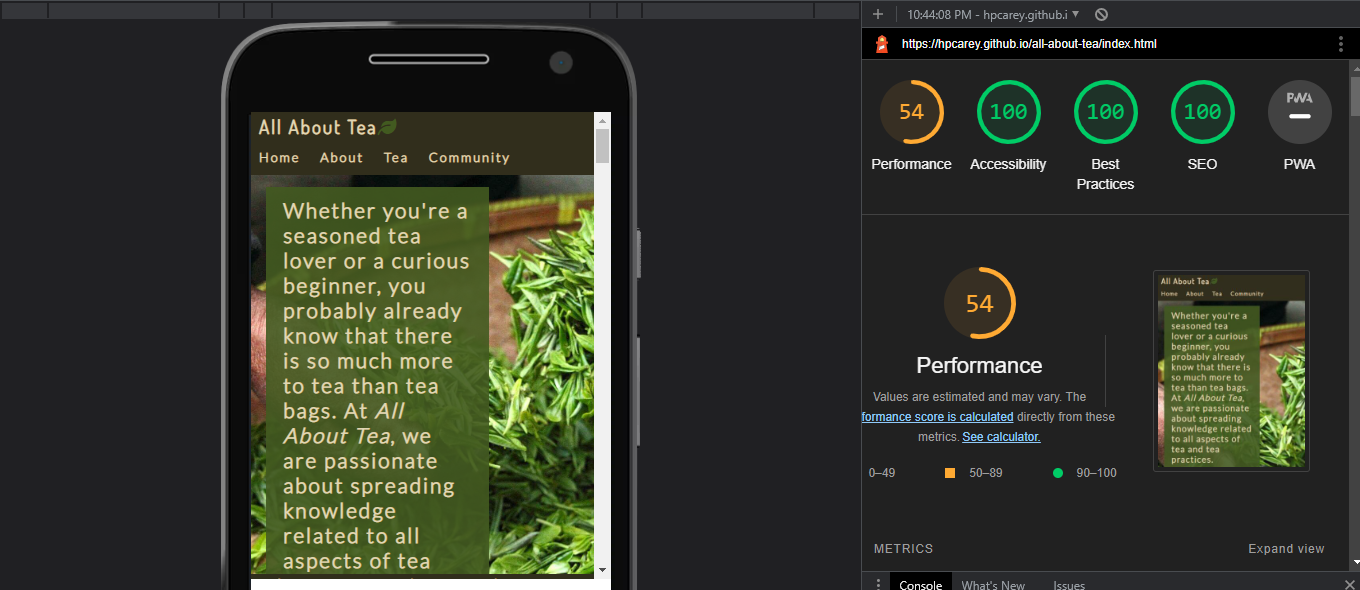 10:44:08 PM - hpcarey.github.i
https://hpcarey.github.io/all-about-tea/index.html
54
100
100
100
PWA
Performance
Accessibility
Best
Practices
SEO
PWA
All About Tea
Home About Tea Community
Whether you're a
seasoned tea
lover or a curious
beginner, you
probably already
know that there
is so much more
to tea than tea
bags. At All
About Tea, we
are passionate
about spreading
knowledge
related to all
aspects of tea
54
Performance
Values are estimated and may vary. The
formance score is calculated directly from these
metrics. See calculator.
0–49
50–89
90–100
All About Tea
Home About Tea Community
Whether you're a
seasoned tea
lover or a curious
beginner, you
probably already
know that there is
so much more to
tea than tea bags.
At All About Tea,
we are passionate
about spreading
knowledge related
to all aspects of
tea and tea
practices.
METRICS
Expand view
Console What's New Issues